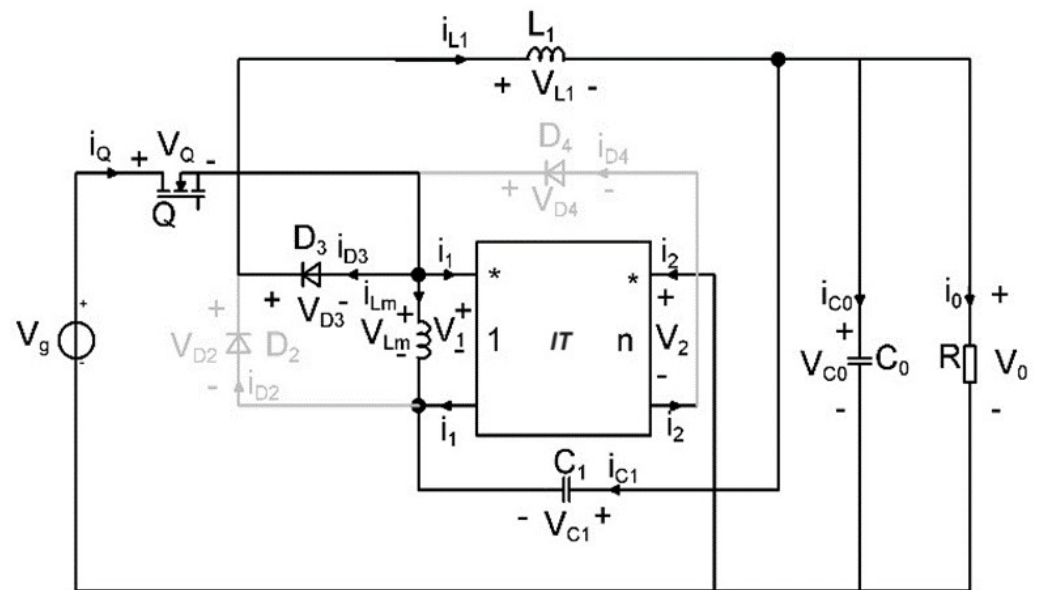 iL1
L1
+ VL1 -
iQ
+ VQ -
Q
D4
iD4
+ VD4 -
D3
iD3
+ VD3 -
i1
*
1
IT
n
*
i2
+
V2
-
iLm
+
VLm
-
+
V1
-
Vg
+
-
+
VD2
-
D2
iD2
i1
i2
C1
iC1
- VC1 +
iC0
+
VC0
-
C0
i0
R
+
V0
-